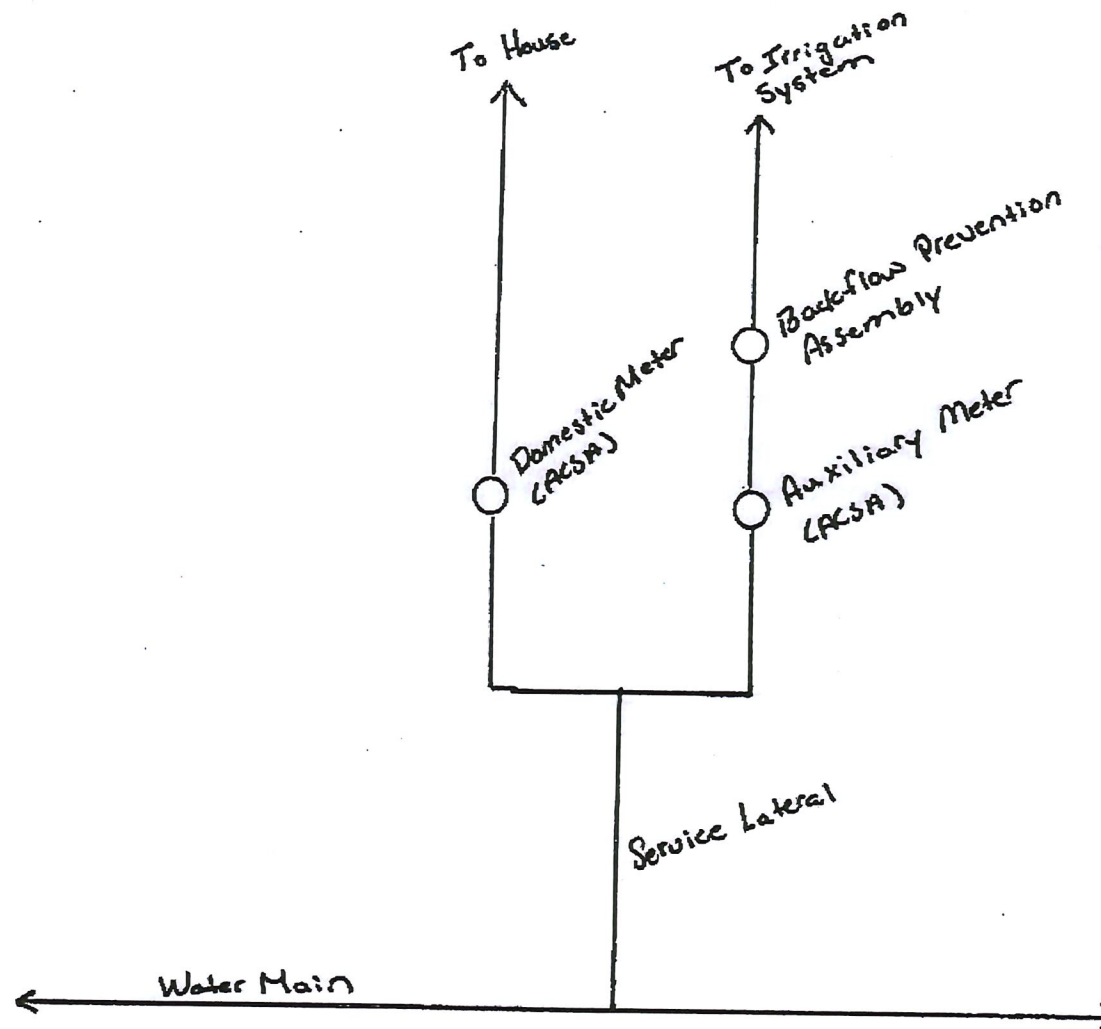 To House
To Irrigation
System
Backflow Prevention
Assembly
Domestic Meter
(ACSA)
Auxiliary Meter
(ACSA)
Service Lateral
Water Main